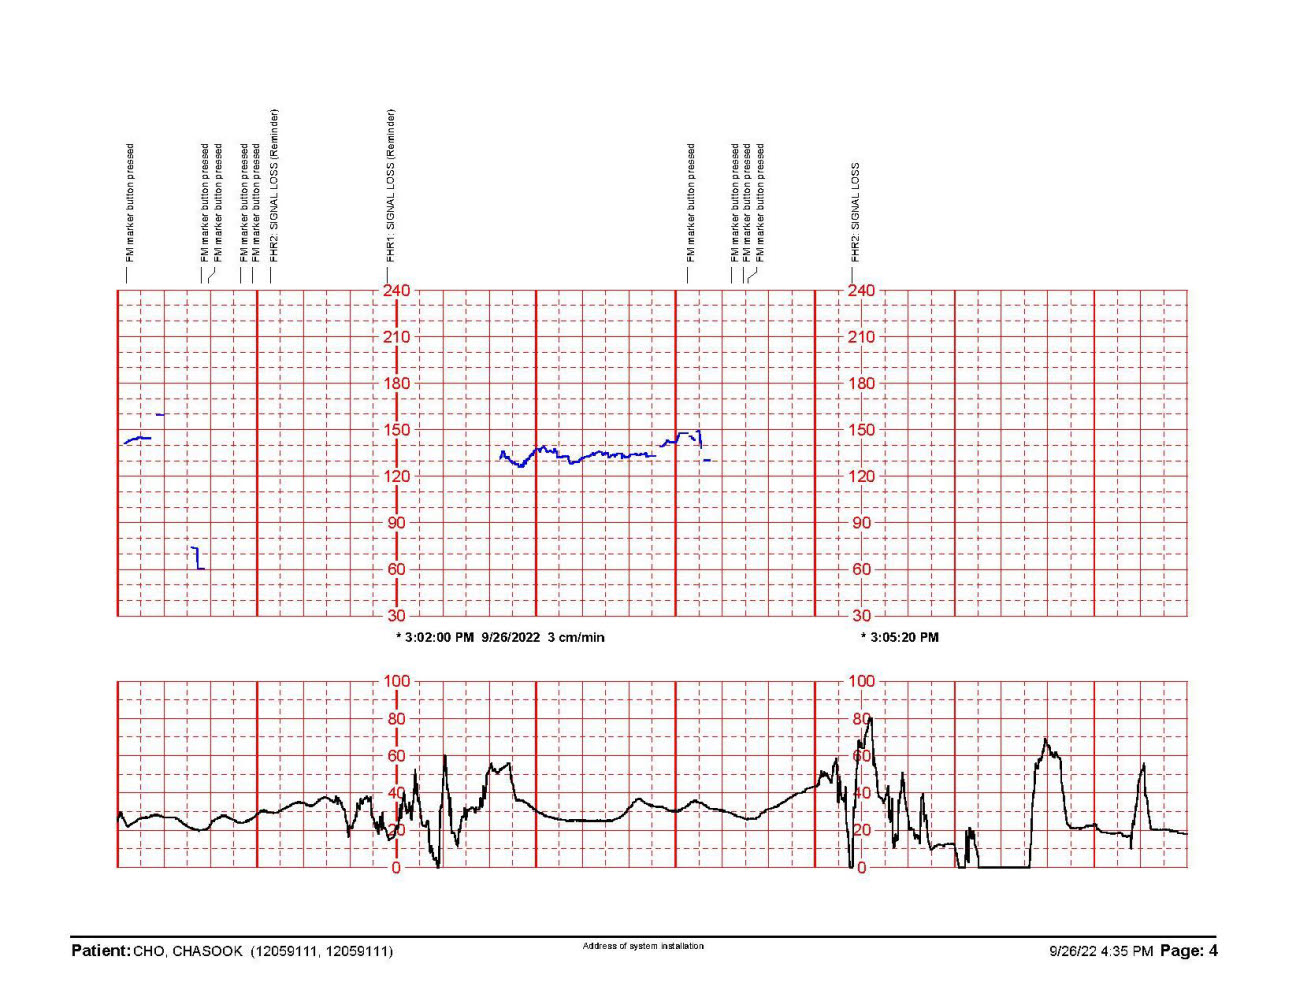 FM marker button pressed
FM marker button pressed
FM marker button pressed
FM marker button pressed
FM marker button pressed
FHR2: SIGNAL LOSS (Reminder)
FHR1: SIGNAL LOSS (Reminder)
FM marker button pressed
FM marker button pressed
FM marker button pressed
FM marker button pressed
FHR2: SIGNAL LOSS
240 240
210 210
180 180
150 150
120 120
90 90
60 60
30 30
* 3:02:00 PM 9/26/2022 3 cm/min * 3:05:20 PM
100 100
80 80
60 60
40 40
20 20
0 0
Patient: CHO, CHASOOK (12059111, 12059111) Address of system installation 9/26/22 4:35 PM Page: 4